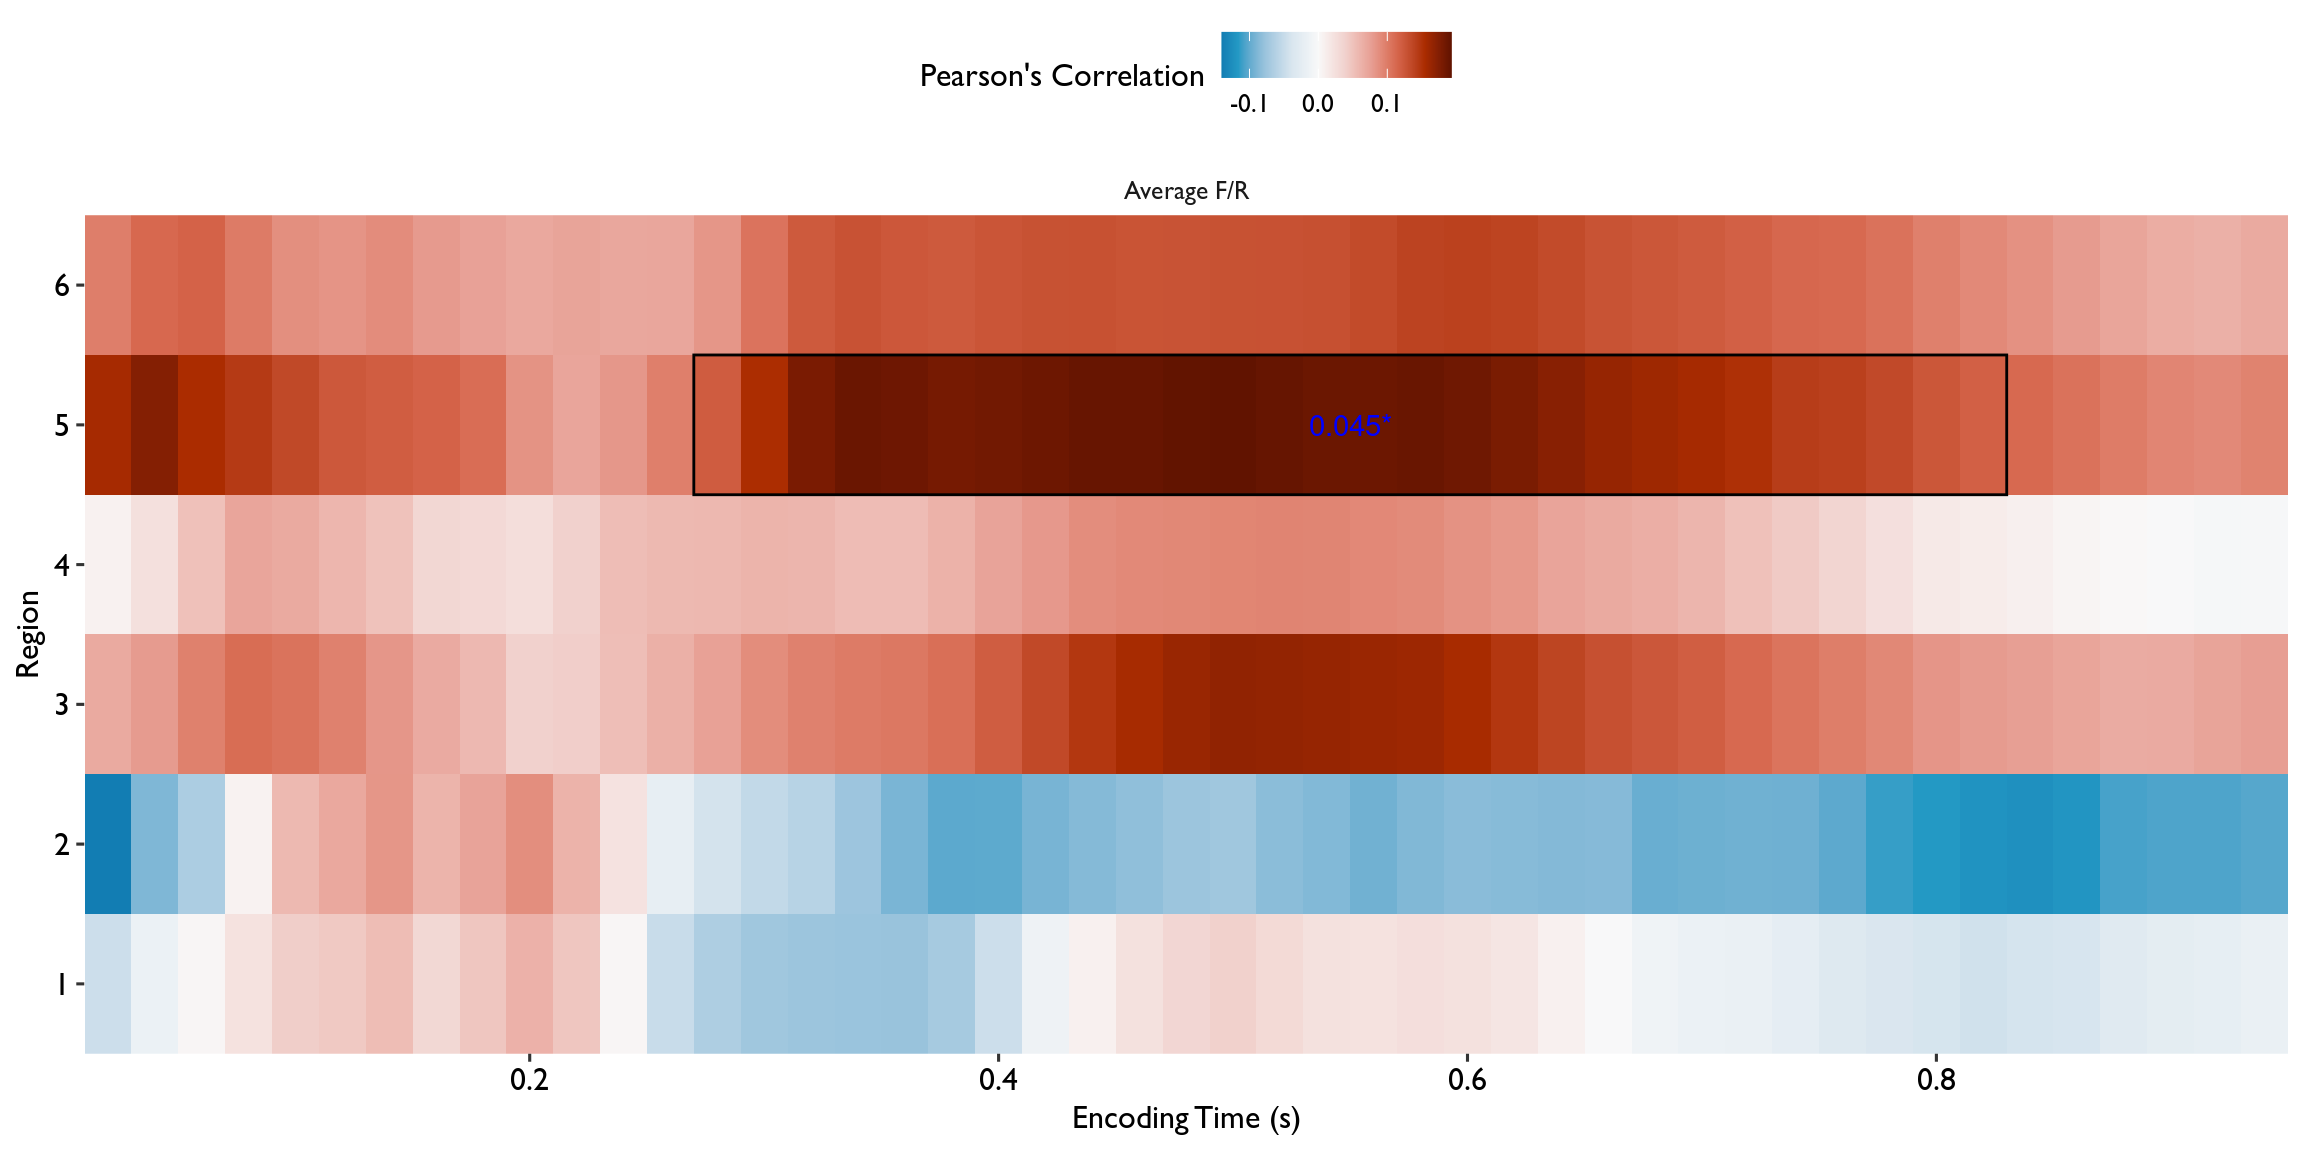 Pearson's Correlation
-0.1 0.0 0.1
Average F/R
6
5
0.045*
4
3
2
1
Region
0.2 0.4 0.6 0.8
Encoding Time (s)